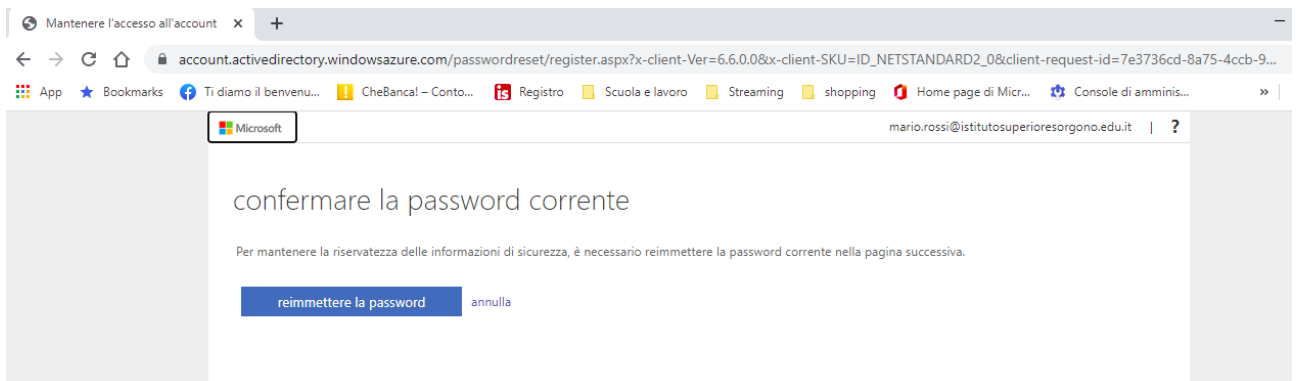 Mantenere l'accesso all'account
account.activedirectory.windowsazure.com/passwordreset/register.aspx?x-client-Ver=6.6.0.0&x-client-SKU=ID_NETSTANDARD2_0&client-request-id=7e3736cd-8a75-4ccb-9...
App Bookmarks Ti diamo il benvenu... CheBanca! – Conto... is Registro Scuola e lavoro Streaming shopping Home page di Micr... Console di amminis... »
Microsoft mario.rossi@istitutosuperioresorgono.edu.it | ?
confermare la password corrente
Per mantenere la riservatezza delle informazioni di sicurezza, è necessario reimmettere la password corrente nella pagina successiva.
reimmettere la password annulla